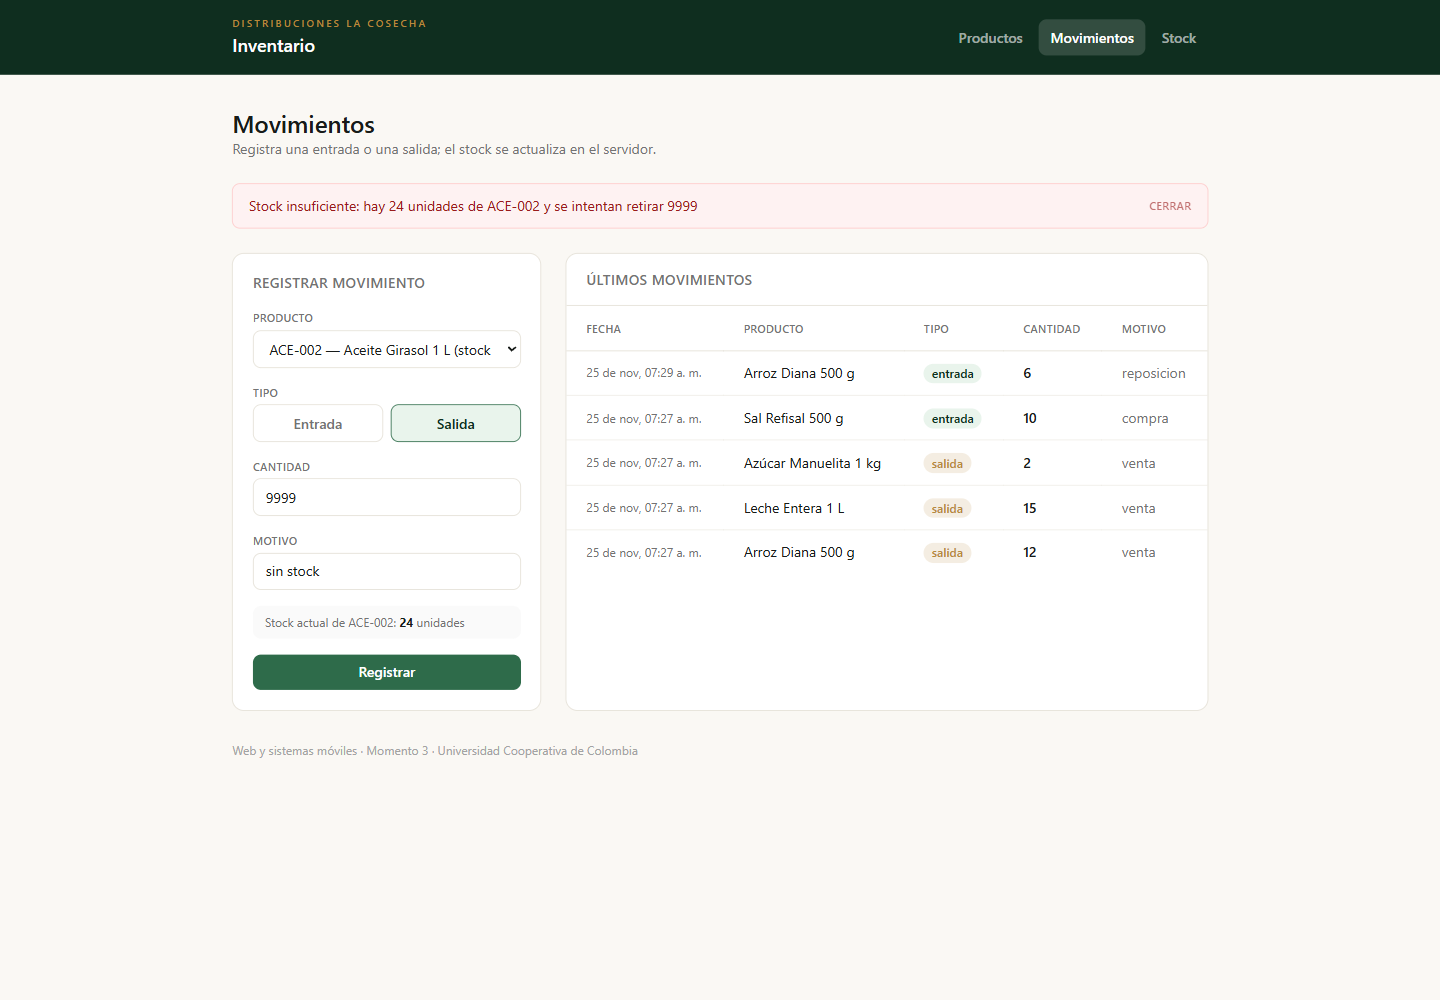 DISTRIBUCIONES LA COSECHA
Inventario
Productos Movimientos Stock
Movimientos
Registra una entrada o una salida; el stock se actualiza en el servidor.
Stock insuficiente: hay 24 unidades de ACE-002 y se intentan retirar 9999 CERRAR
REGISTRAR MOVIMIENTO
PRODUCTO
ACE-002 — Aceite Girasol 1 L (stock
TIPO
Entrada Salida
CANTIDAD
9999
MOTIVO
sin stock
Stock actual de ACE-002: 24 unidades
Registrar
ÚLTIMOS MOVIMIENTOS
FECHA PRODUCTO TIPO CANTIDAD MOTIVO
25 de nov, 07:29 a. m. Arroz Diana 500 g entrada 6 reposicion
25 de nov, 07:27 a. m. Sal Refisal 500 g entrada 10 compra
25 de nov, 07:27 a. m. Azúcar Manuelita 1 kg salida 2 venta
25 de nov, 07:27 a. m. Leche Entera 1 L salida 15 venta
25 de nov, 07:27 a. m. Arroz Diana 500 g salida 12 venta
Web y sistemas móviles · Momento 3 · Universidad Cooperativa de Colombia